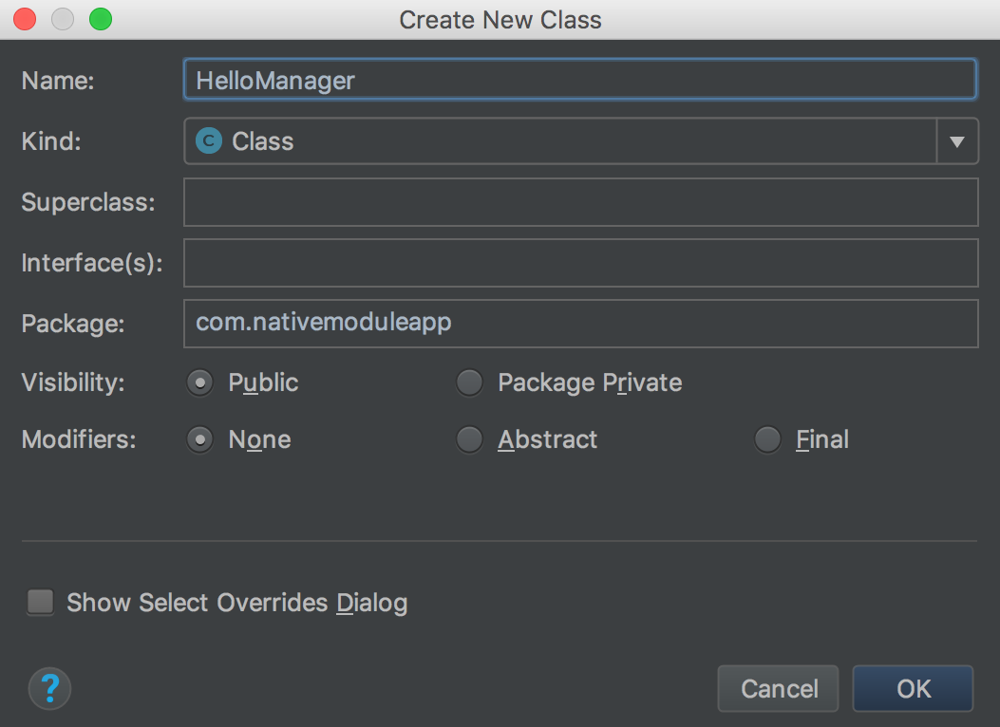 Create New Class
Name: HelloManager
Kind: C Class
Superclass:
Interface(s):
Package: com.nativemoduleapp
Visibility: Public Package Private
Modifiers: None Abstract Final
Show Select Overrides Dialog
? Cancel OK